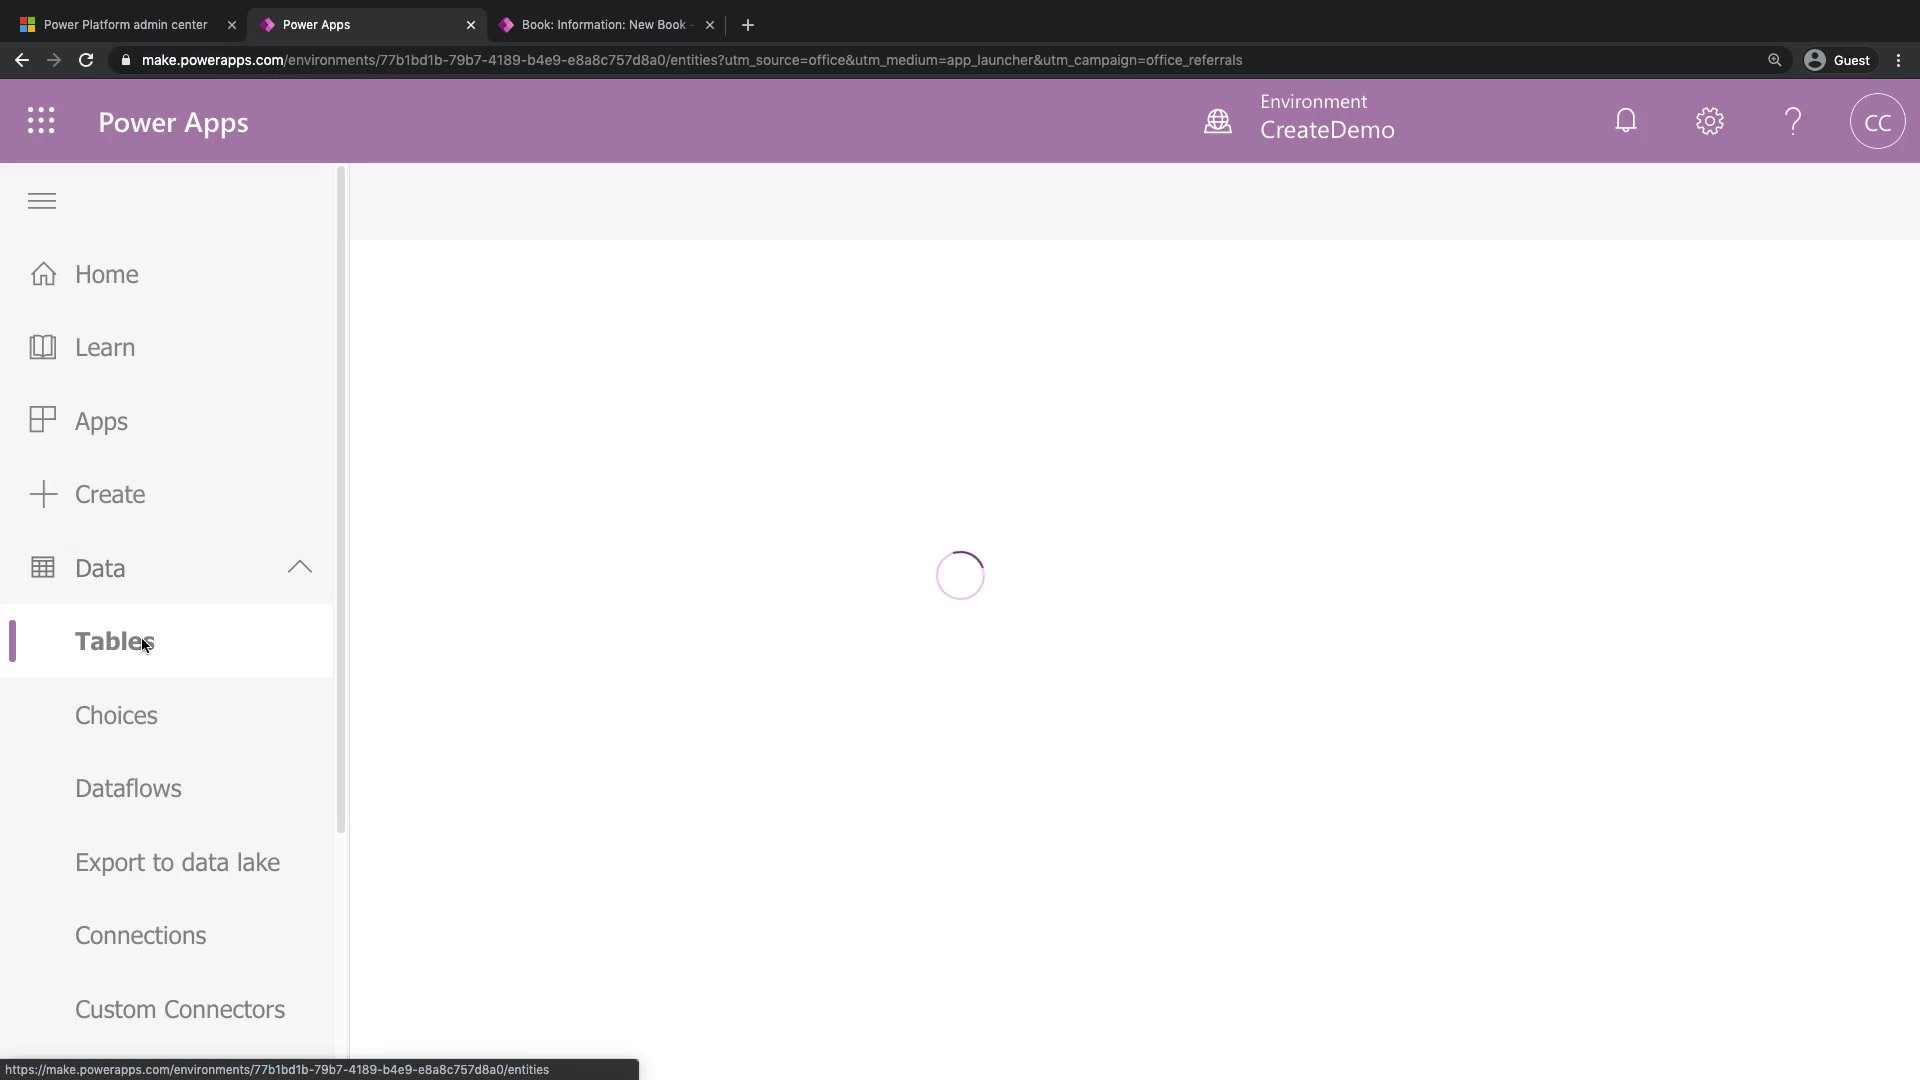 Power Platform admin center
Power Apps
Book: Information: New Book -
make.powerapps.com/environments/77b1bd1b-79b7-4189-b4e9-e8a8c757d8a0/entities?utm_source=office&utm_medium=app_launcher&utm_campaign=office_referrals
Guest
Power Apps
Environment
CreateDemo
CC
Home
Learn
Apps
Create
Data
Tables
Choices
Dataflows
Export to data lake
Connections
Custom Connectors
https://make.powerapps.com/environments/77b1bd1b-79b7-4189-b4e9-e8a8c757d8a0/entities